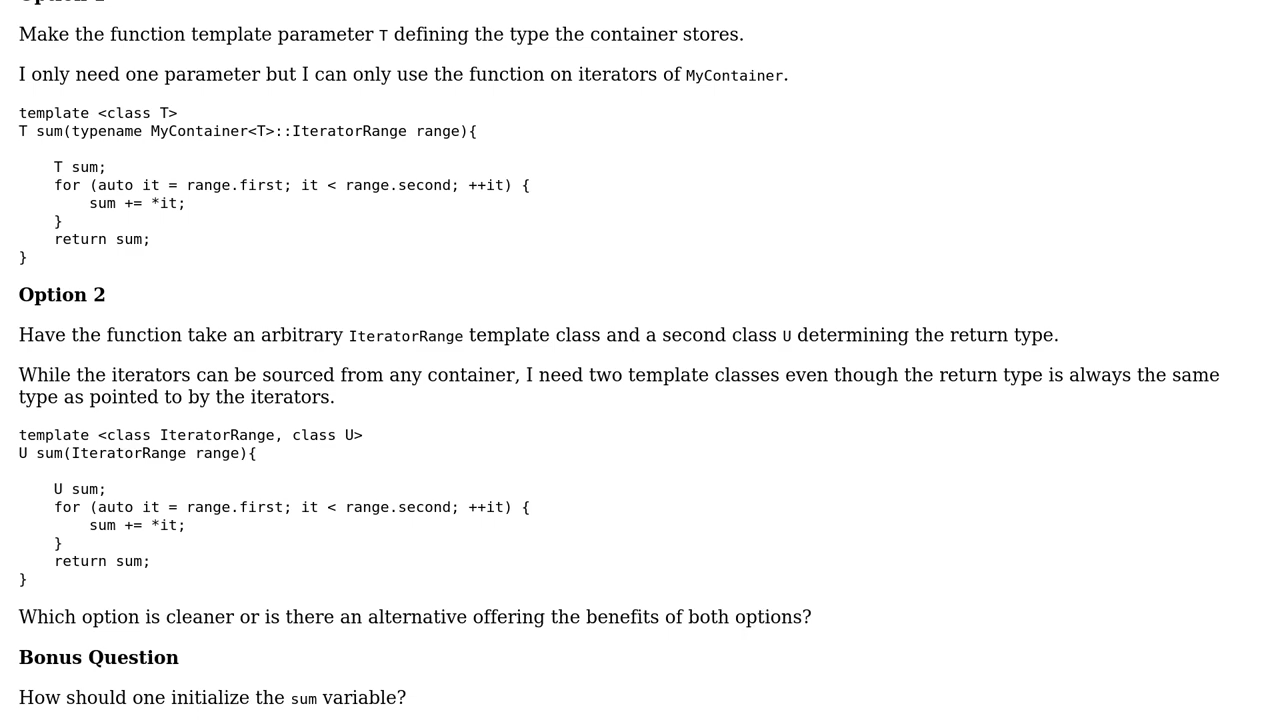 Option 1
Make the function template parameter T defining the type the container stores.
I only need one parameter but I can only use the function on iterators of MyContainer.
template <class T>
T sum(typename MyContainer<T>::IteratorRange range){
    T sum;
    for (auto it = range.first; it < range.second; ++it) {
        sum += *it;
    }
    return sum;
}
Option 2
Have the function take an arbitrary IteratorRange template class and a second class U determining the return type.
While the iterators can be sourced from any container, I need two template classes even though the return type is always the same
type as pointed to by the iterators.
template <class IteratorRange, class U>
U sum(IteratorRange range){
    U sum;
    for (auto it = range.first; it < range.second; ++it) {
        sum += *it;
    }
    return sum;
}
Which option is cleaner or is there an alternative offering the benefits of both options?
Bonus Question
How should one initialize the sum variable?